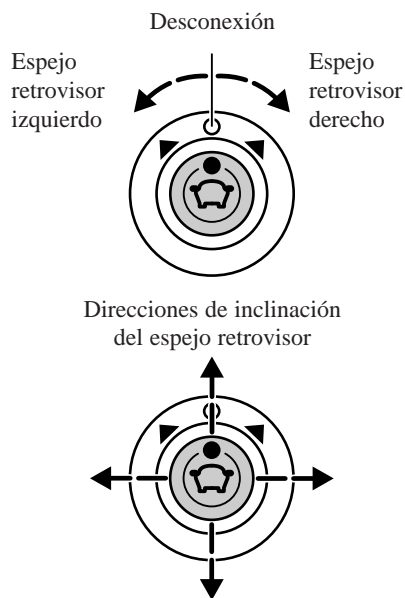 Desconexión
Espejo
retrovisor
izquierdo
Espejo
retrovisor
derecho
Direcciones de inclinación
del espejo retrovisor